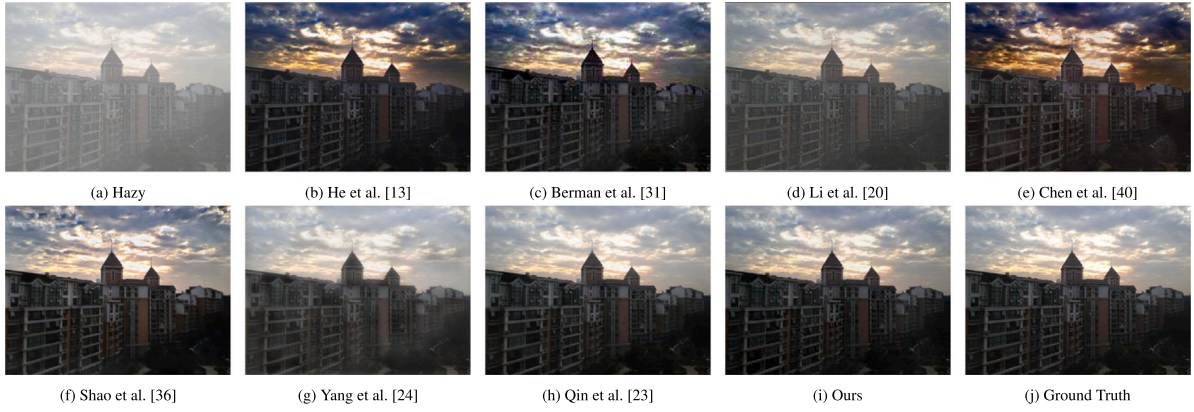 (a) Hazy
(b) He et al. [13]
(c) Berman et al. [31]
(d) Li et al. [20]
(e) Chen et al. [40]
(f) Shao et al. [36]
(g) Yang et al. [24]
(h) Qin et al. [23]
(i) Ours
(j) Ground Truth